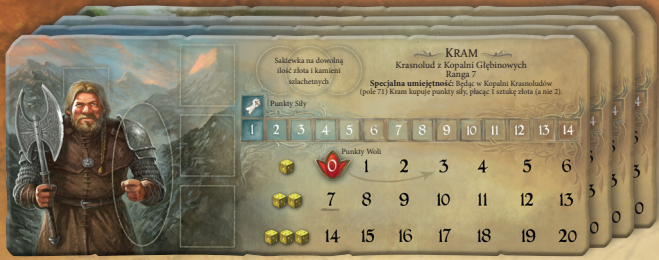 Sakiewka na dowolną
ilość złota i kamieni
szlachetnych
KRAM
Krasnolud z Kopalni Głębinowych
Ranga 7
Specjalna umiejętność: Będąc w Kopalni Krasnoludów
(pole 71) Kram kupuje punkty siły, płacąc 1 sztukę złota (a nie 2).
Punkty Siły
1 2 3 4 5 6 7 8 9 10 11 12 13 14
Punkty Woli
0 1 2 3 4 5 6
7 8 9 10 11 12 13
14 15 16 17 18 19 20